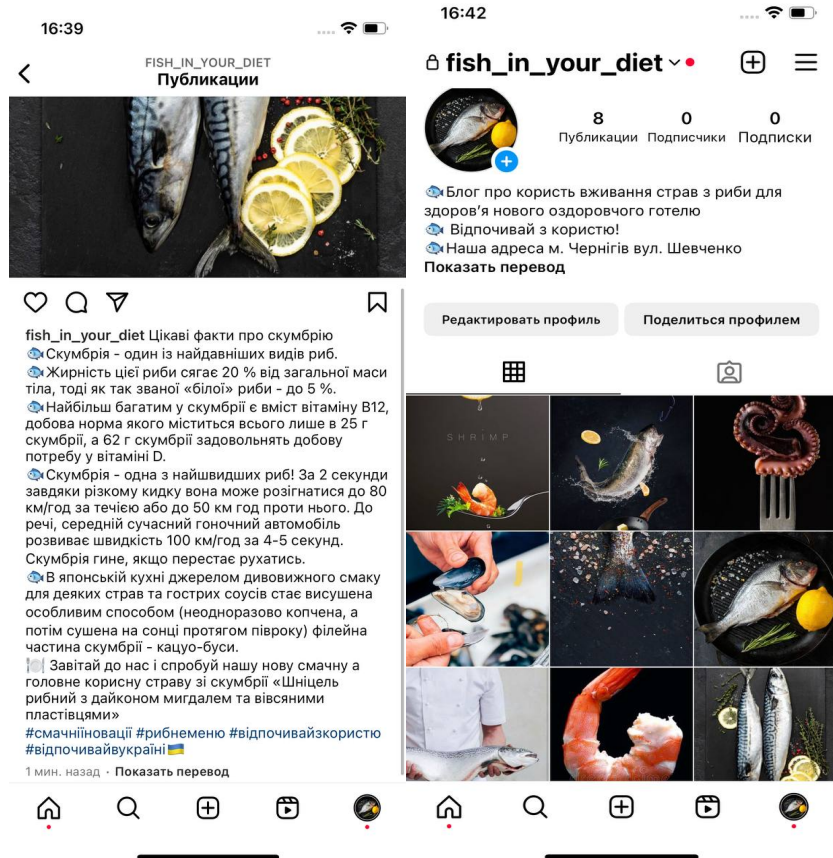 16:39
FISH_IN_YOUR_DIET
Публикации
fish_in_your_diet Цікаві факти про скумбрію
Скумбрія - один із найдавніших видів риб.
Жирність цієї риби сягає 20 % від загальної маси
тіла, тоді як так званої «білої» риби - до 5 %.
Найбільш багатим у скумбрії є вміст вітаміну В12,
добова норма якого міститься всього лише в 25 г
скумбрії, а 62 г скумбрії задовольнять добову
потребу у вітаміні D.
Скумбрія - одна з найшвидших риб! За 2 секунди
завдяки різкому кидку вона може розігнатися до 80
км/год за течією або до 50 км год проти нього. До
речі, середній сучасний гоночний автомобіль
розвиває швидкість 100 км/год за 4-5 секунд.
Скумбрія гине, якщо перестає рухатись.
В японській кухні джерелом дивовижного смаку
для деяких страв та гострих соусів стає висушена
особливим способом (неодноразово копчена, а
потім сушена на сонці протягом півроку) філейна
частина скумбрії - кацуо-буси.
Завітай до нас і спробуй нашу нову смачну а
головне корисну страву зі скумбрії «Шніцель
рибний з дайконом мигдалем та вівсяними
пластівцями»
#смачніінновації #рибнеменю #відпочивайзкористю
#відпочивайвукраїні
1 мин. назад · Показать перевод
16:42
fish_in_your_diet
8 0 0
Публикации Подписчики Подписки
Блог про користь вживання страв з риби для
здоров'я нового оздоровчого готелю
Відпочивай з користю!
Наша адреса м. Чернігів вул. Шевченко
Показать перевод
Редактировать профиль Поделиться профилем
SHRIMP